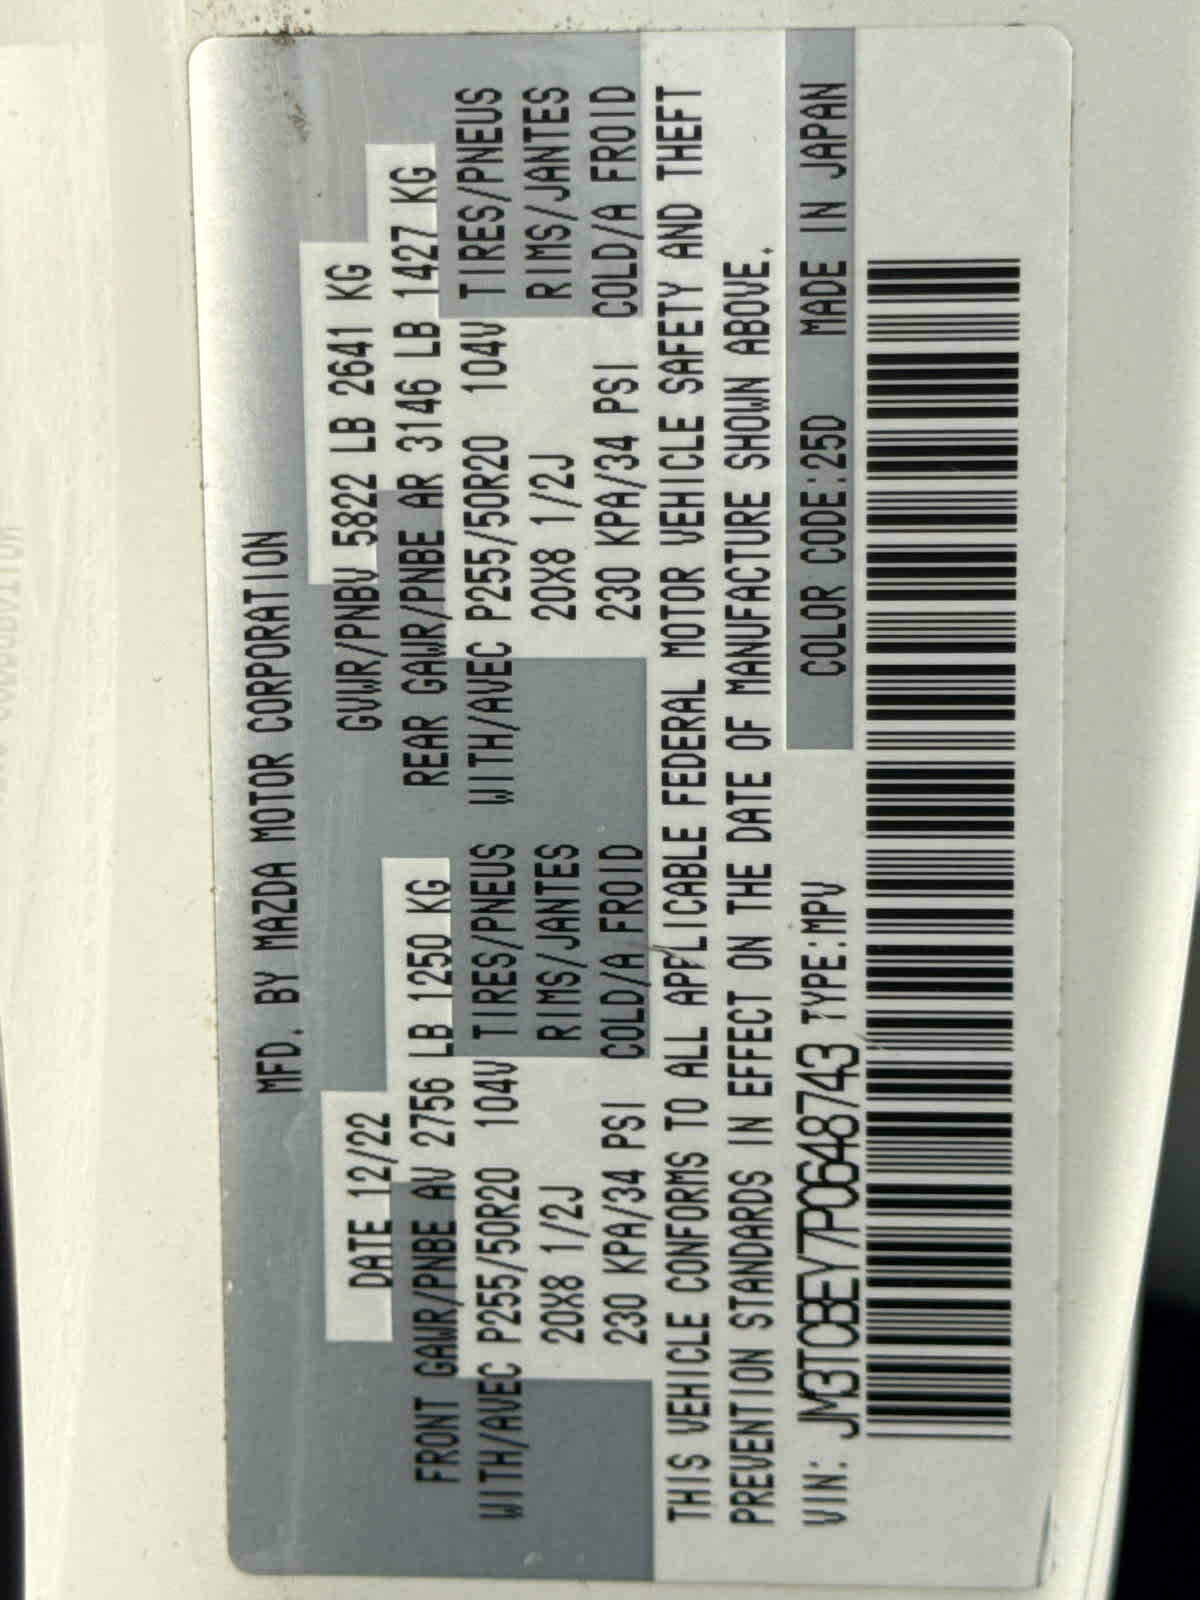 MFD. BY MAZDA MOTOR CORPORATION
DATE 12/22 GVWR/PNBV 5822 LB 2641 KG
FRONT GAWR/PNBE AV 2756 LB 1250 KG REAR GAWR/PNBE AR 3146 LB 1427 KG
WITH/AVEC P255/50R20 104V TIRES/PNEUS WITH/AVEC P255/50R20 104V TIRES/PNEUS
20X8 1/2J RIMS/JANTES 20X8 1/2J RIMS/JANTES
230 KPA/34 PSI COLD/A FROID 230 KPA/34 PSI COLD/A FROID
THIS VEHICLE CONFORMS TO ALL APPLICABLE FEDERAL MOTOR VEHICLE SAFETY AND THEFT
PREVENTION STANDARDS IN EFFECT ON THE DATE OF MANUFACTURE SHOWN ABOVE.
VIN: JM3TCBEY7P0648743 TYPE:MPV COLOR CODE:25D MADE IN JAPAN